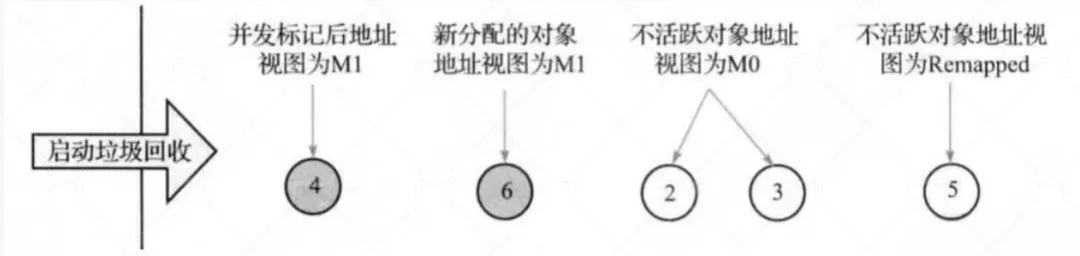 并发标记后地址
视图为M1
新分配的对象
地址视图为M1
不活跃对象地址
视图为M0
不活跃对象地址视
图为Remapped
启动垃圾回收
4
6
2
3
5